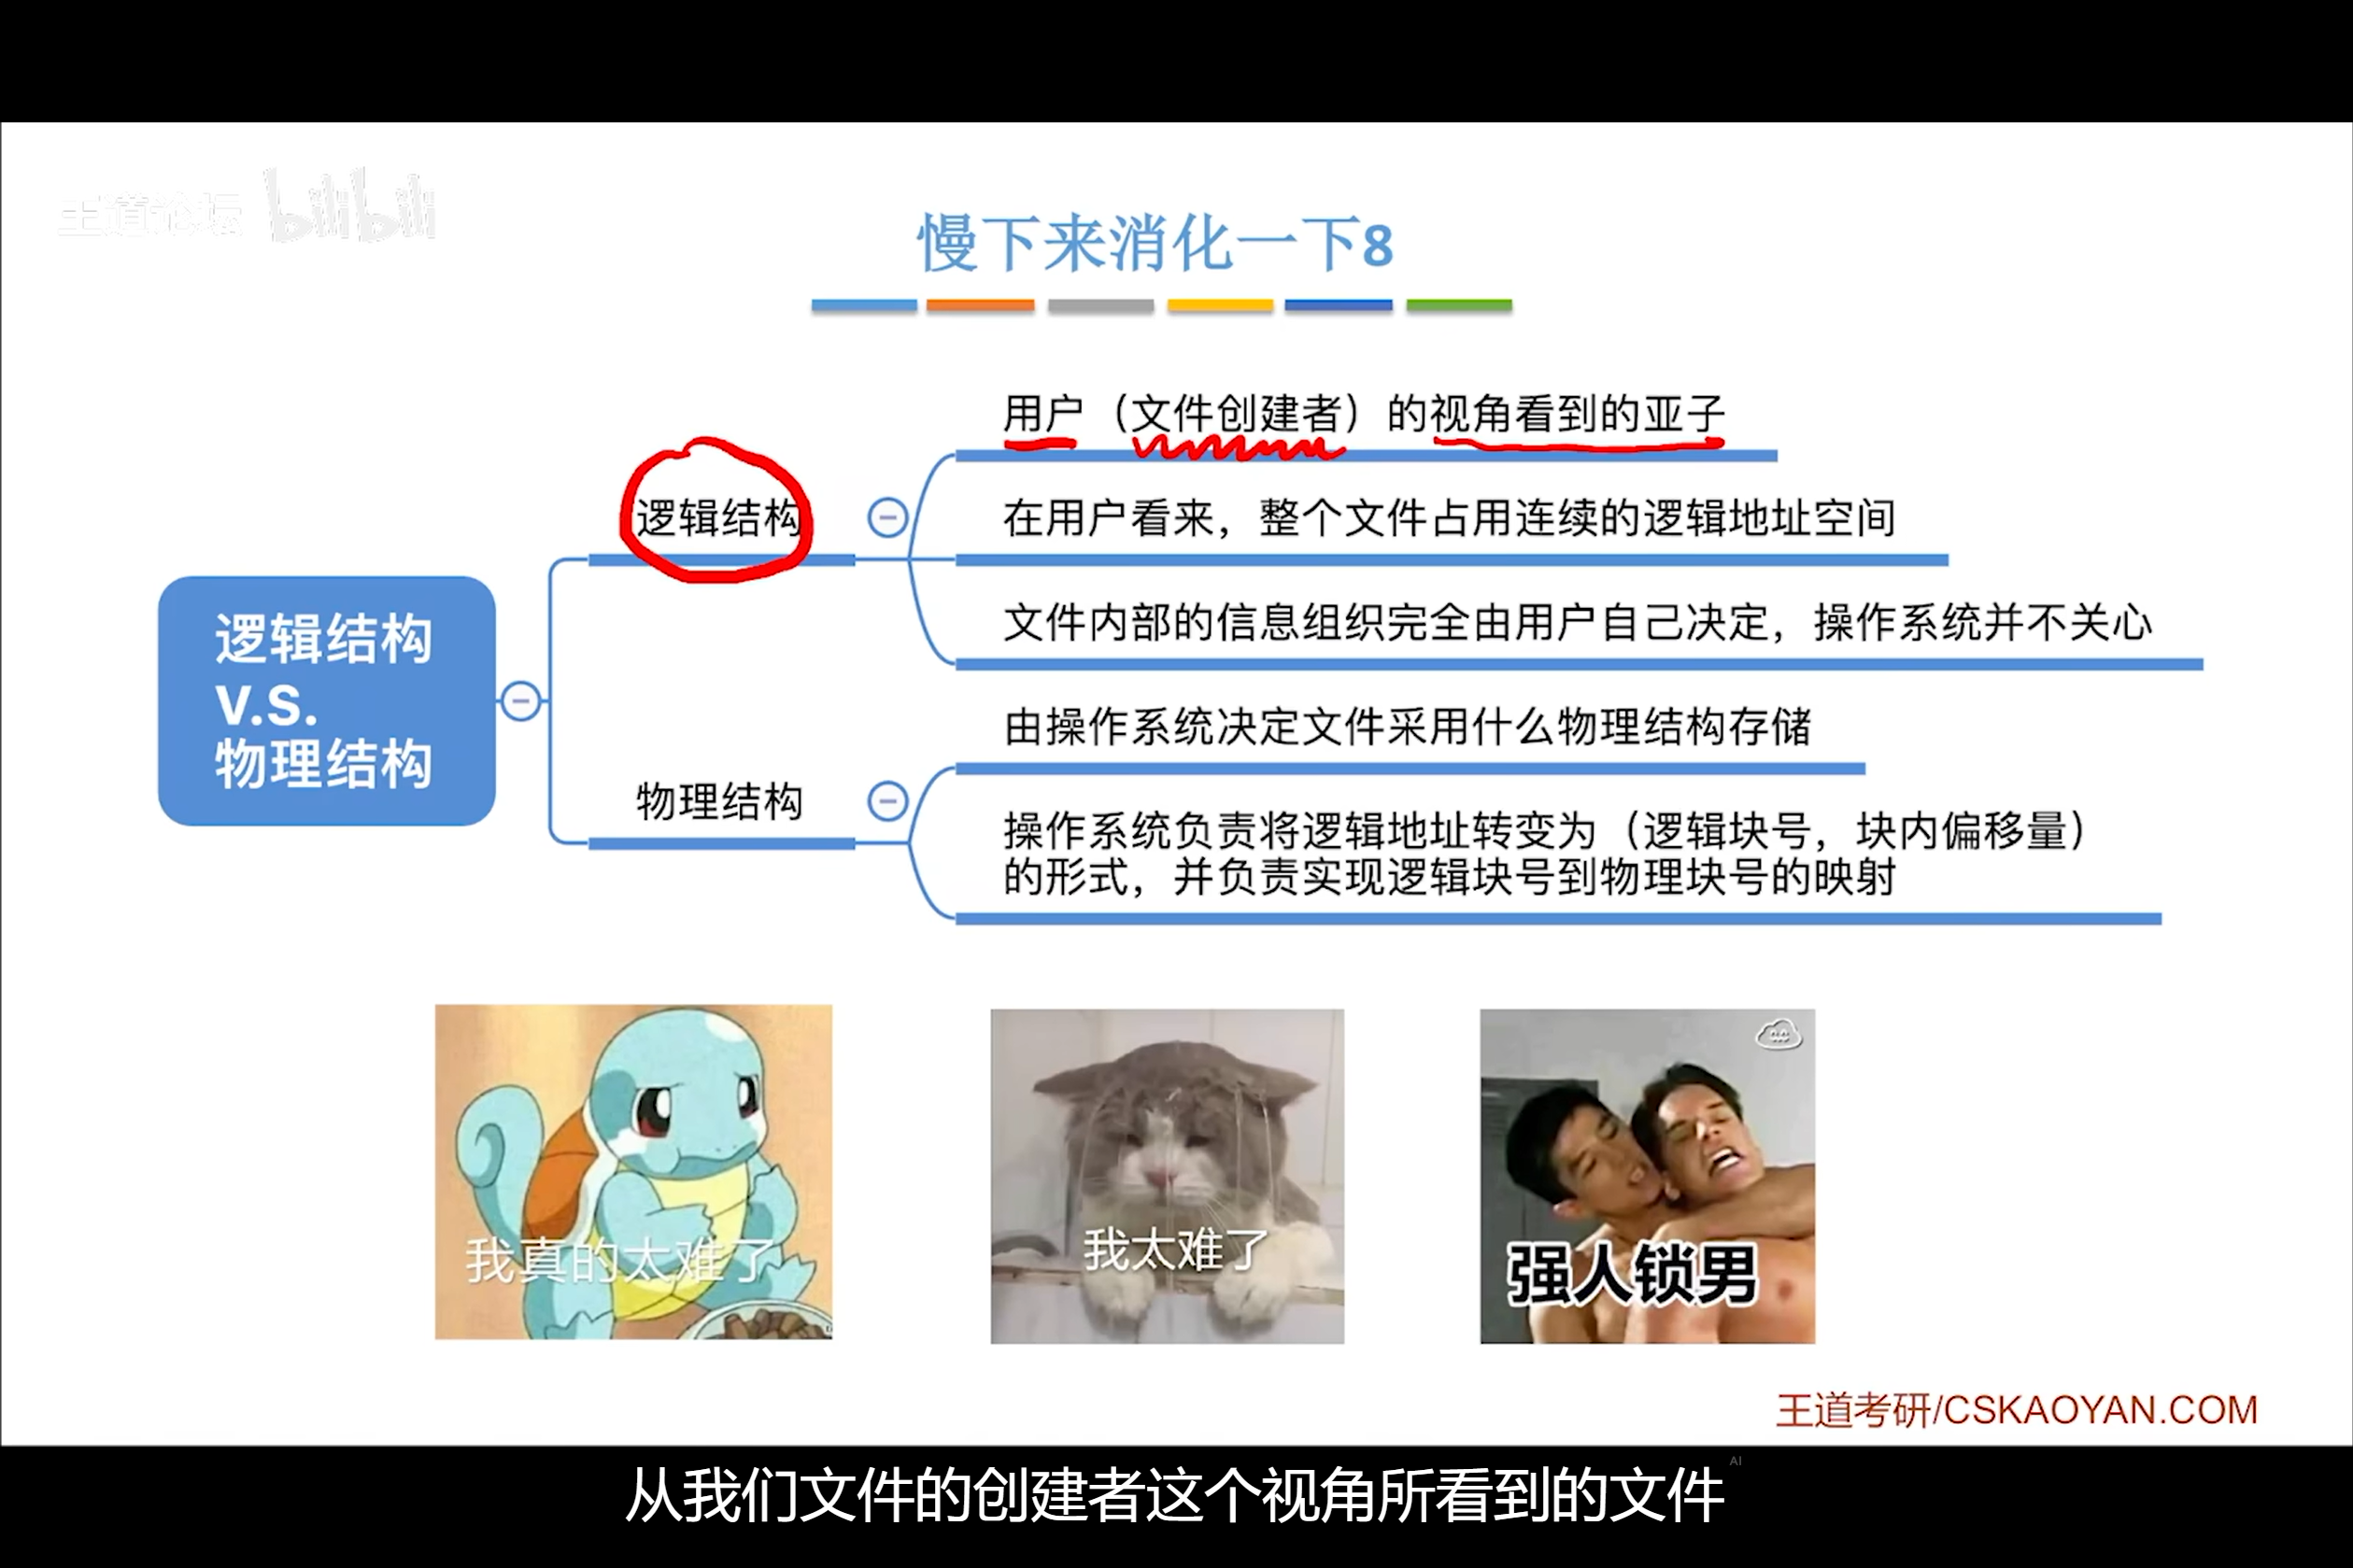 王道论坛 bilibili
慢下来消化一下8
用户（文件创建者）的视角看到的亚子
逻辑结构
在用户看来，整个文件占用连续的逻辑地址空间
文件内部的信息组织完全由用户自己决定，操作系统并不关心
逻辑结构
V.S.
物理结构
由操作系统决定文件采用什么物理结构存储
物理结构
操作系统负责将逻辑地址转变为（逻辑块号，块内偏移量）
的形式，并负责实现逻辑块号到物理块号的映射
我真的太难了
我太难了
强人锁男
王道考研/CSKAOYAN.COM
AI
从我们文件的创建者这个视角所看到的文件